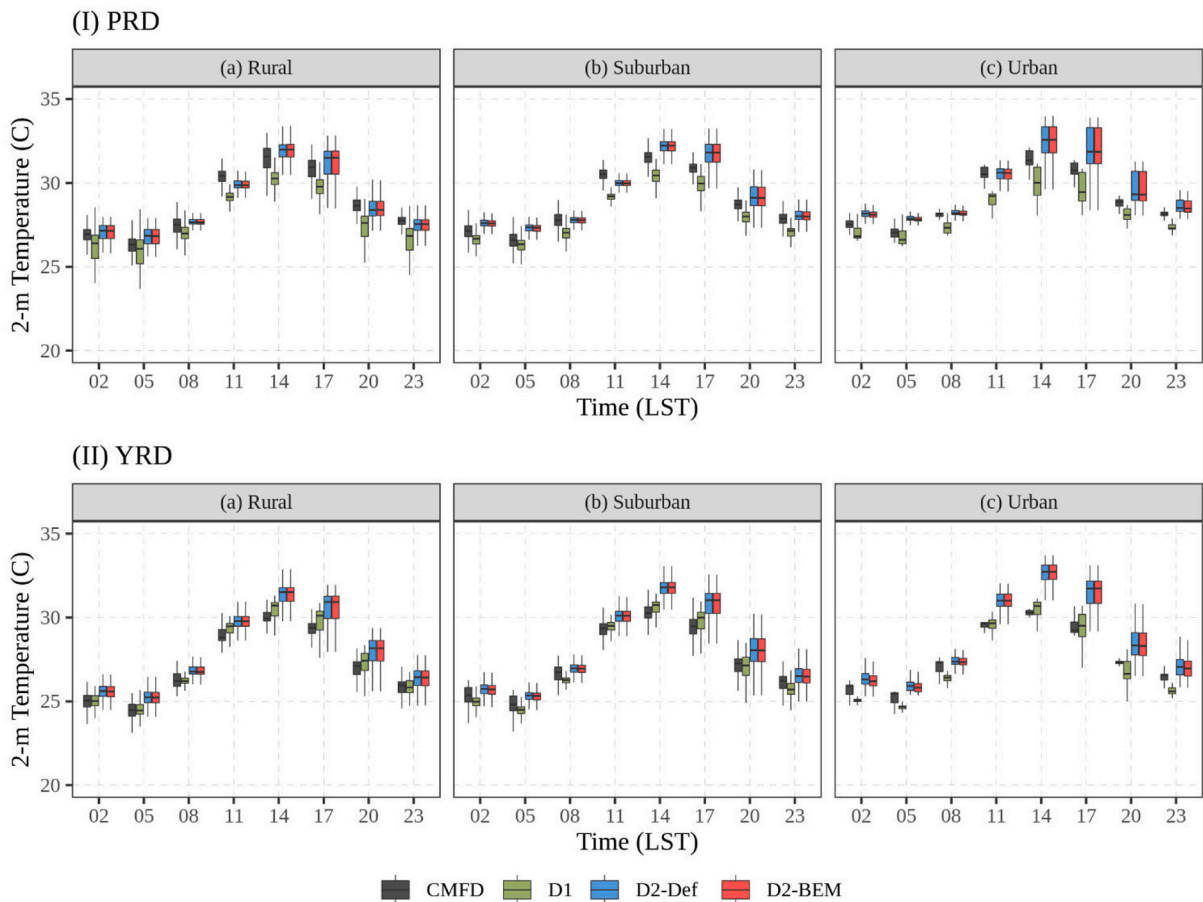 (I) PRD
(a) Rural
(b) Suburban
(c) Urban
2-m Temperature (C)
35
30
25
20
02 05 08 11 14 17 20 23
02 05 08 11 14 17 20 23
02 05 08 11 14 17 20 23
Time (LST)
(II) YRD
(a) Rural
(b) Suburban
(c) Urban
2-m Temperature (C)
35
30
25
20
02 05 08 11 14 17 20 23
02 05 08 11 14 17 20 23
02 05 08 11 14 17 20 23
Time (LST)
CMFD D1 D2-Def D2-BEM